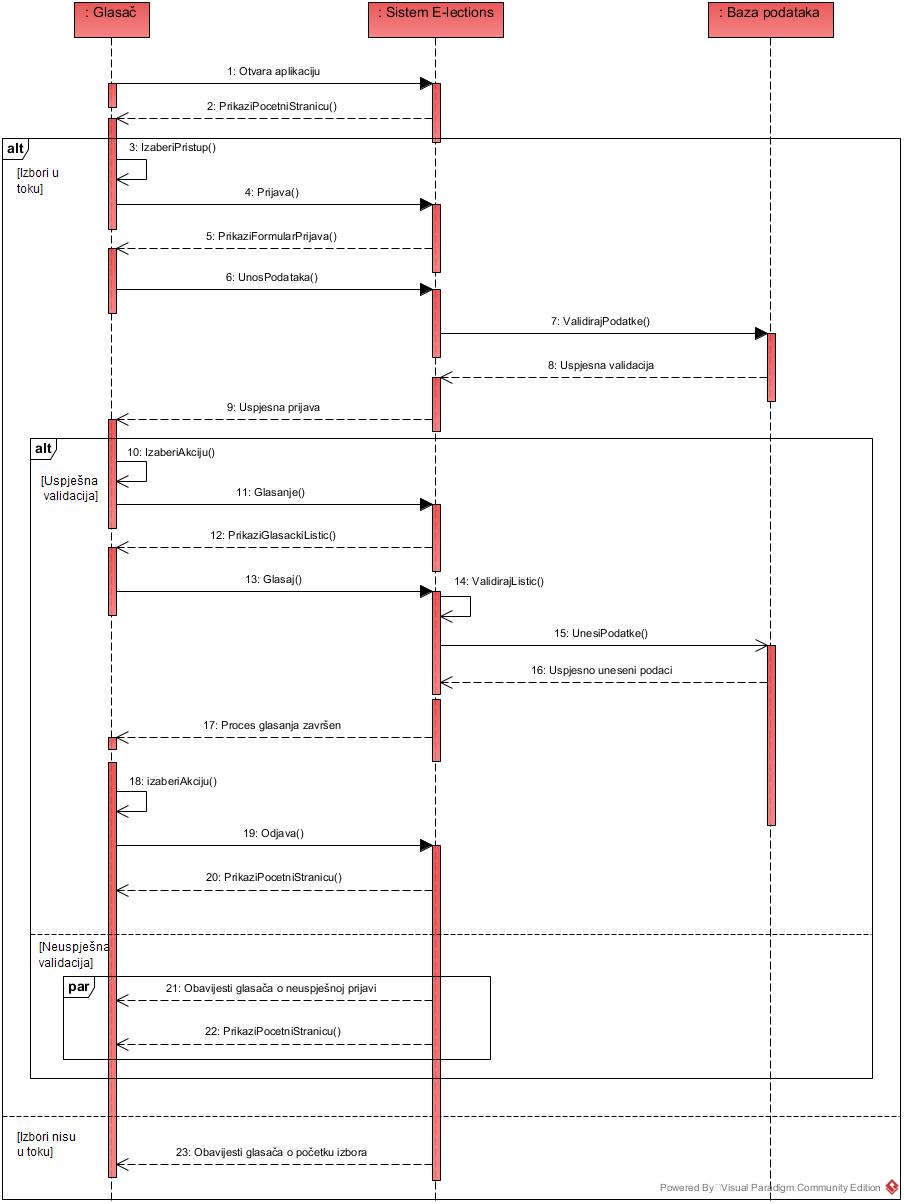 : Glasač
: Sistem E-lections
: Baza podataka
1: Otvara aplikaciju
2: PrikaziPocetniStranicu()
alt
3: IzaberiPristup()
[Izbori u
toku]
4: Prijava()
5: PrikaziFormularPrijava()
6: UnosPodataka()
7: ValidirajPodatke()
8: Uspjesna validacija
9: Uspjesna prijava
alt
10: IzaberiAkciju()
[Uspješna
validacija]
11: Glasanje()
12: PrikaziGlasackiListic()
13: Glasaj()
14: ValidirajListic()
15: UnesiPodatke()
16: Uspjesno uneseni podaci
17: Proces glasanja završen
18: izaberiAkciju()
19: Odjava()
20: PrikaziPocetniStranicu()
[Neuspješna
validacija]
par
21: Obavijesti glasača o neuspješnoj prijavi
22: PrikaziPocetniStranicu()
[Izbori nisu
u toku]
23: Obavijesti glasača o početku izbora
Powered By Visual Paradigm Community Edition